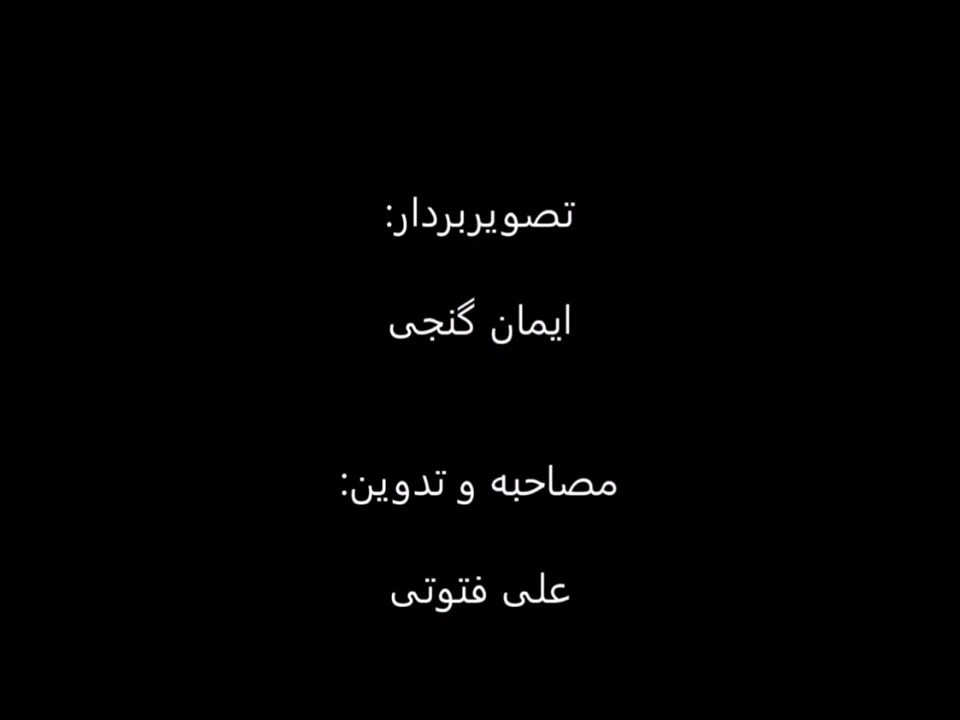 تصویربردار:
ایمان گنجی
مصاحبه و تدوین:
علی فتوتی